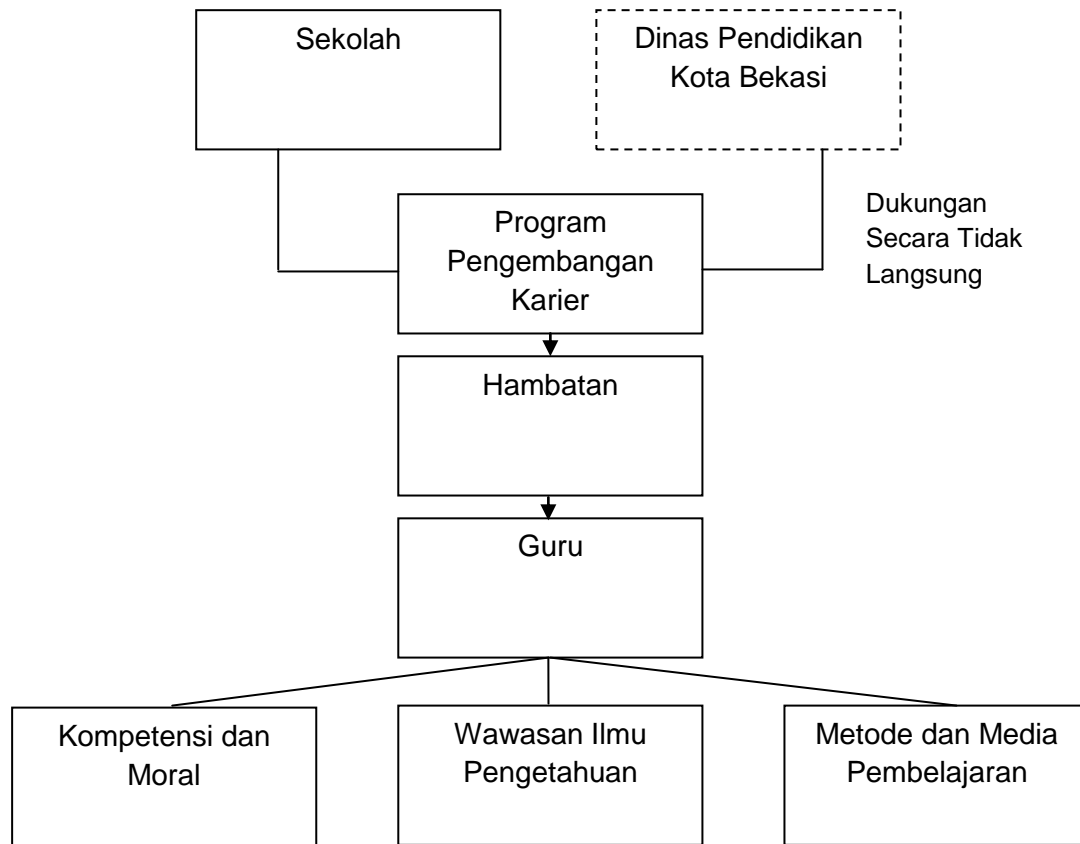 Sekolah
Dinas Pendidikan
Kota Bekasi
Program
Pengembangan
Karier
Dukungan
Secara Tidak
Langsung
Hambatan
Guru
Kompetensi dan
Moral
Wawasan Ilmu
Pengetahuan
Metode dan Media
Pembelajaran